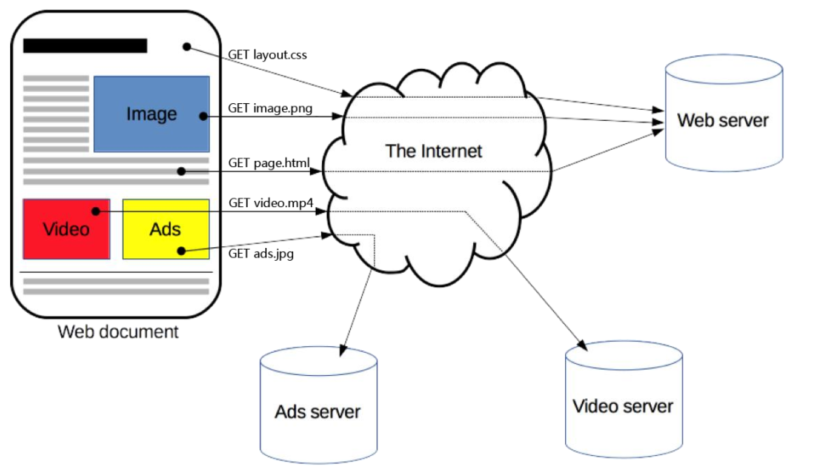 GET layout.css
Image
GET image.png
The Internet
Web server
GET page.html
Video
Ads
GET video.mp4
GET ads.jpg
Web document
Ads server
Video server